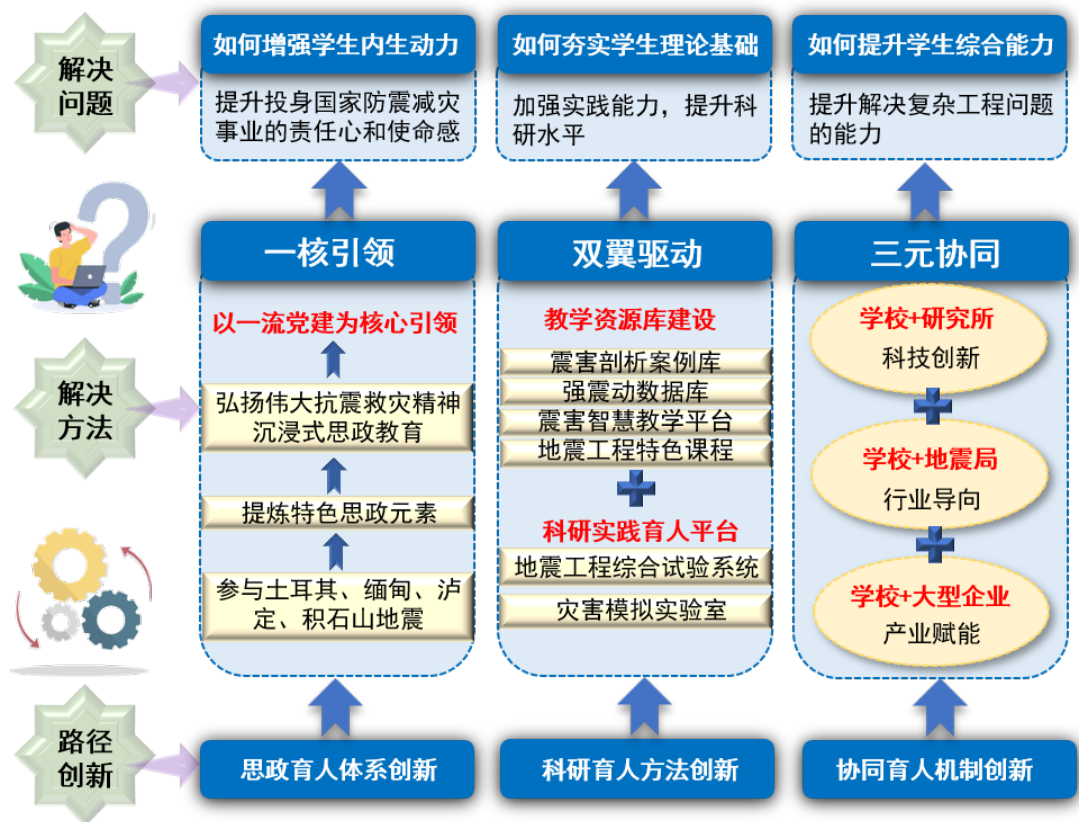 解决
问题
如何增强学生内生动力
提升投身国家防震减灾
事业的责任心和使命感
如何夯实学生理论基础
加强实践能力，提升科
研水平
如何提升学生综合能力
提升解决复杂工程问题
的能力
解决
方法
一核引领
以一流党建为核心引领
弘扬伟大抗震救灾精神
沉浸式思政教育
提炼特色思政元素
参与土耳其、缅甸、泸
定、积石山地震
双翼驱动
教学资源库建设
震害剖析案例库
强震动数据库
震害智慧教学平台
地震工程特色课程
科研实践育人平台
地震工程综合试验系统
灾害模拟实验室
三元协同
学校+研究所
科技创新
学校+地震局
行业导向
学校+大型企业
产业赋能
路径
创新
思政育人体系创新
科研育人方法创新
协同育人机制创新